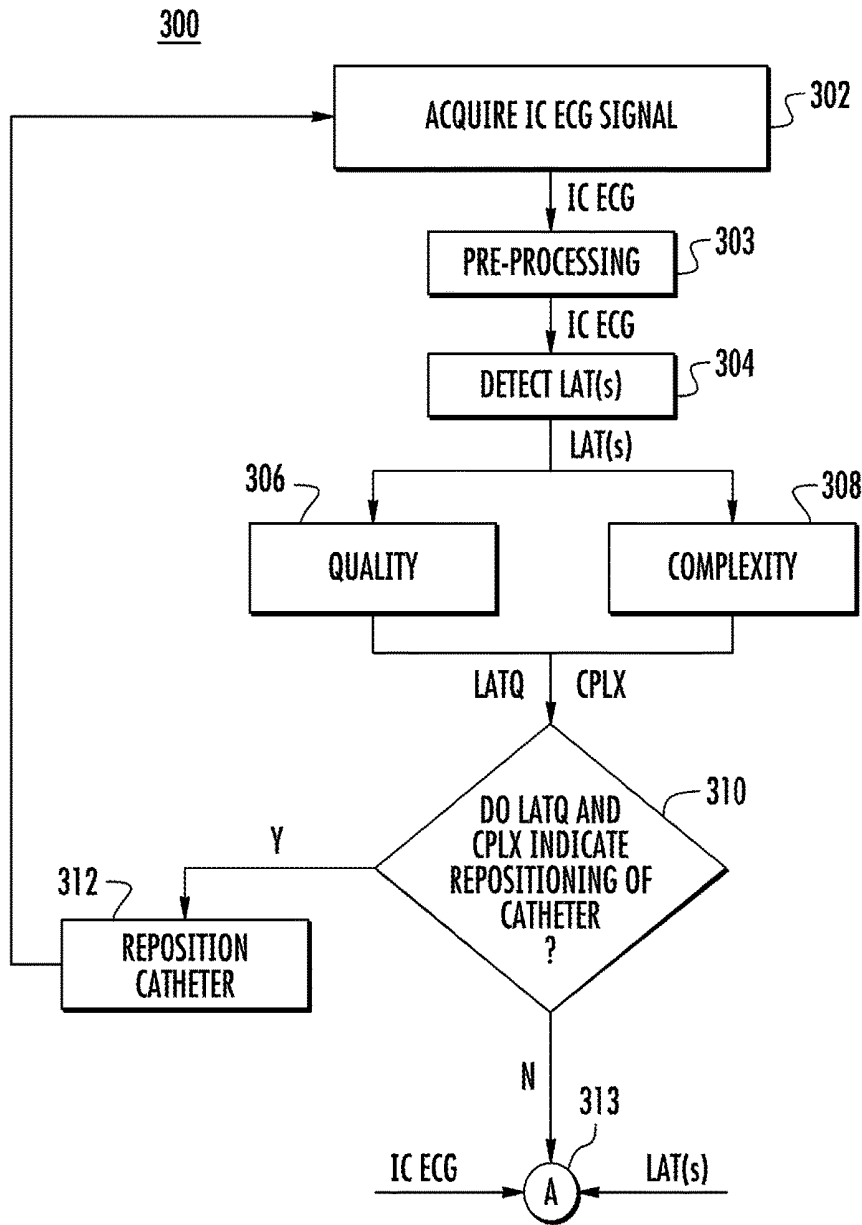 300
ACQUIRE IC ECG SIGNAL
302
IC ECG
PRE-PROCESSING
303
IC ECG
DETECT LAT(s)
304
LAT(s)
306
308
QUALITY
COMPLEXITY
LATQ
CPLX
310
DO LATQ AND
CPLX INDICATE
REPOSITIONING OF
CATHETER
?
Y
312
REPOSITION
CATHETER
N
313
IC ECG
A
LAT(s)